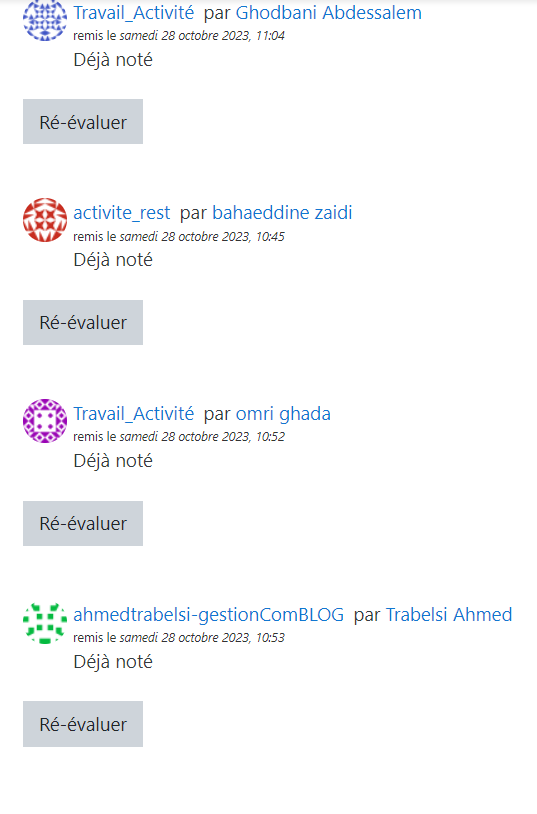 Travail_Activité par Ghodbani Abdessalem
remis le samedi 28 octobre 2023, 11:04
Déjà noté
Ré-évaluer
activite_rest par bahaeddine zaidi
remis le samedi 28 octobre 2023, 10:45
Déjà noté
Ré-évaluer
Travail_Activité par omri ghada
remis le samedi 28 octobre 2023, 10:52
Déjà noté
Ré-évaluer
ahmedtrabelsi-gestionComBLOG par Trabelsi Ahmed
remis le samedi 28 octobre 2023, 10:53
Déjà noté
Ré-évaluer